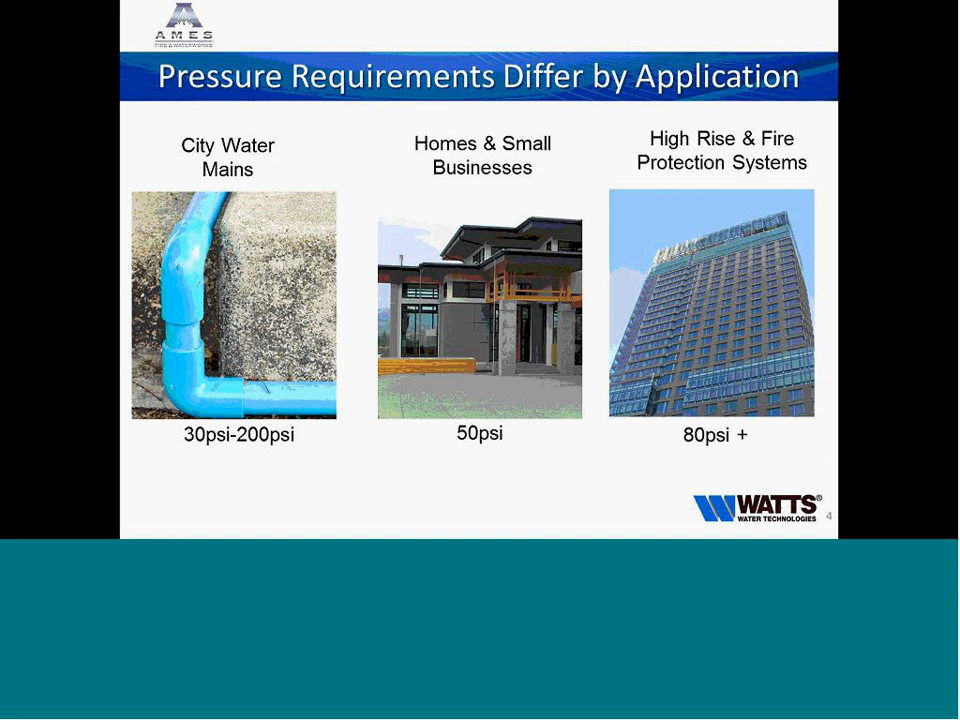 AMES
FIRE & WATERWORKS
Pressure Requirements Differ by Application
City Water
Mains
Homes & Small
Businesses
High Rise & Fire
Protection Systems
30psi-200psi
50psi
80psi +
WATTS®
WATER TECHNOLOGIES
4